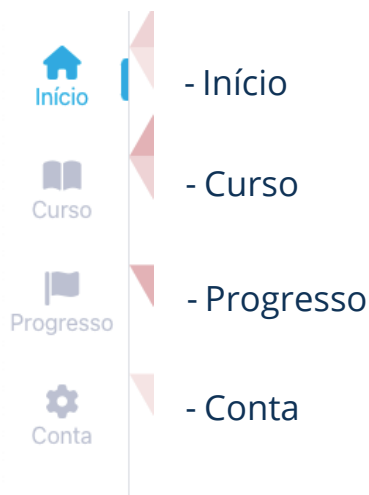 Início
- Início
Curso
- Curso
Progresso
- Progresso
Conta
- Conta